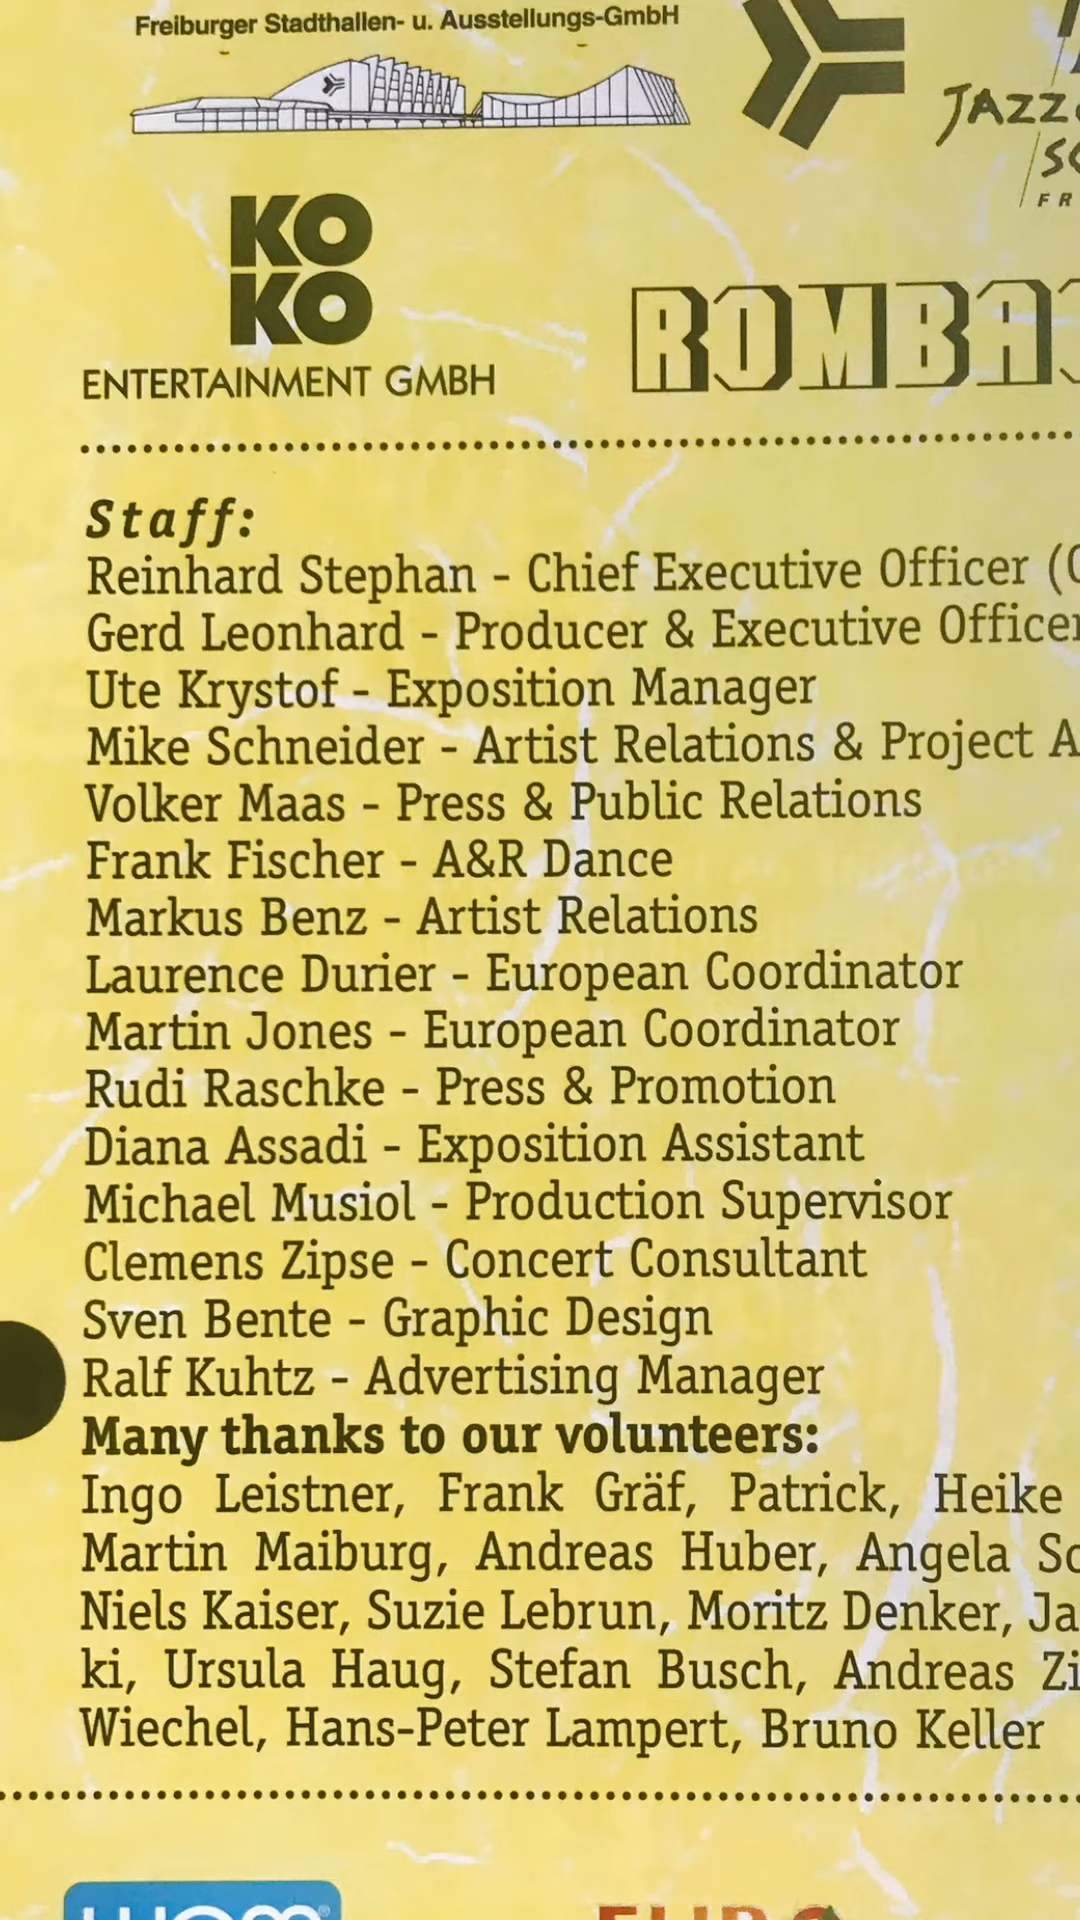 Freiburger Stadthallen- u. Ausstellungs-GmbH
JAZZ
FR
KO
KO
ENTERTAINMENT GMBH
Staff:
Reinhard Stephan - Chief Executive Officer
Gerd Leonhard - Producer & Executive Officer
Ute Krystof - Exposition Manager
Mike Schneider - Artist Relations & Project
Volker Maas - Press & Public Relations
Frank Fischer - A&R Dance
Markus Benz - Artist Relations
Laurence Durier - European Coordinator
Martin Jones - European Coordinator
Rudi Raschke - Press & Promotion
Diana Assadi - Exposition Assistant
Michael Musiol - Production Supervisor
Clemens Zipse - Concert Consultant
Sven Bente - Graphic Design
Ralf Kuhtz - Advertising Manager
Many thanks to our volunteers:
Ingo Leistner, Frank Gräf, Patrick, Heike
Martin Maiburg, Andreas Huber, Angela
Niels Kaiser, Suzie Lebrun, Moritz Denker,
ki, Ursula Haug, Stefan Busch, Andreas
Wiechel, Hans-Peter Lampert, Bruno Keller